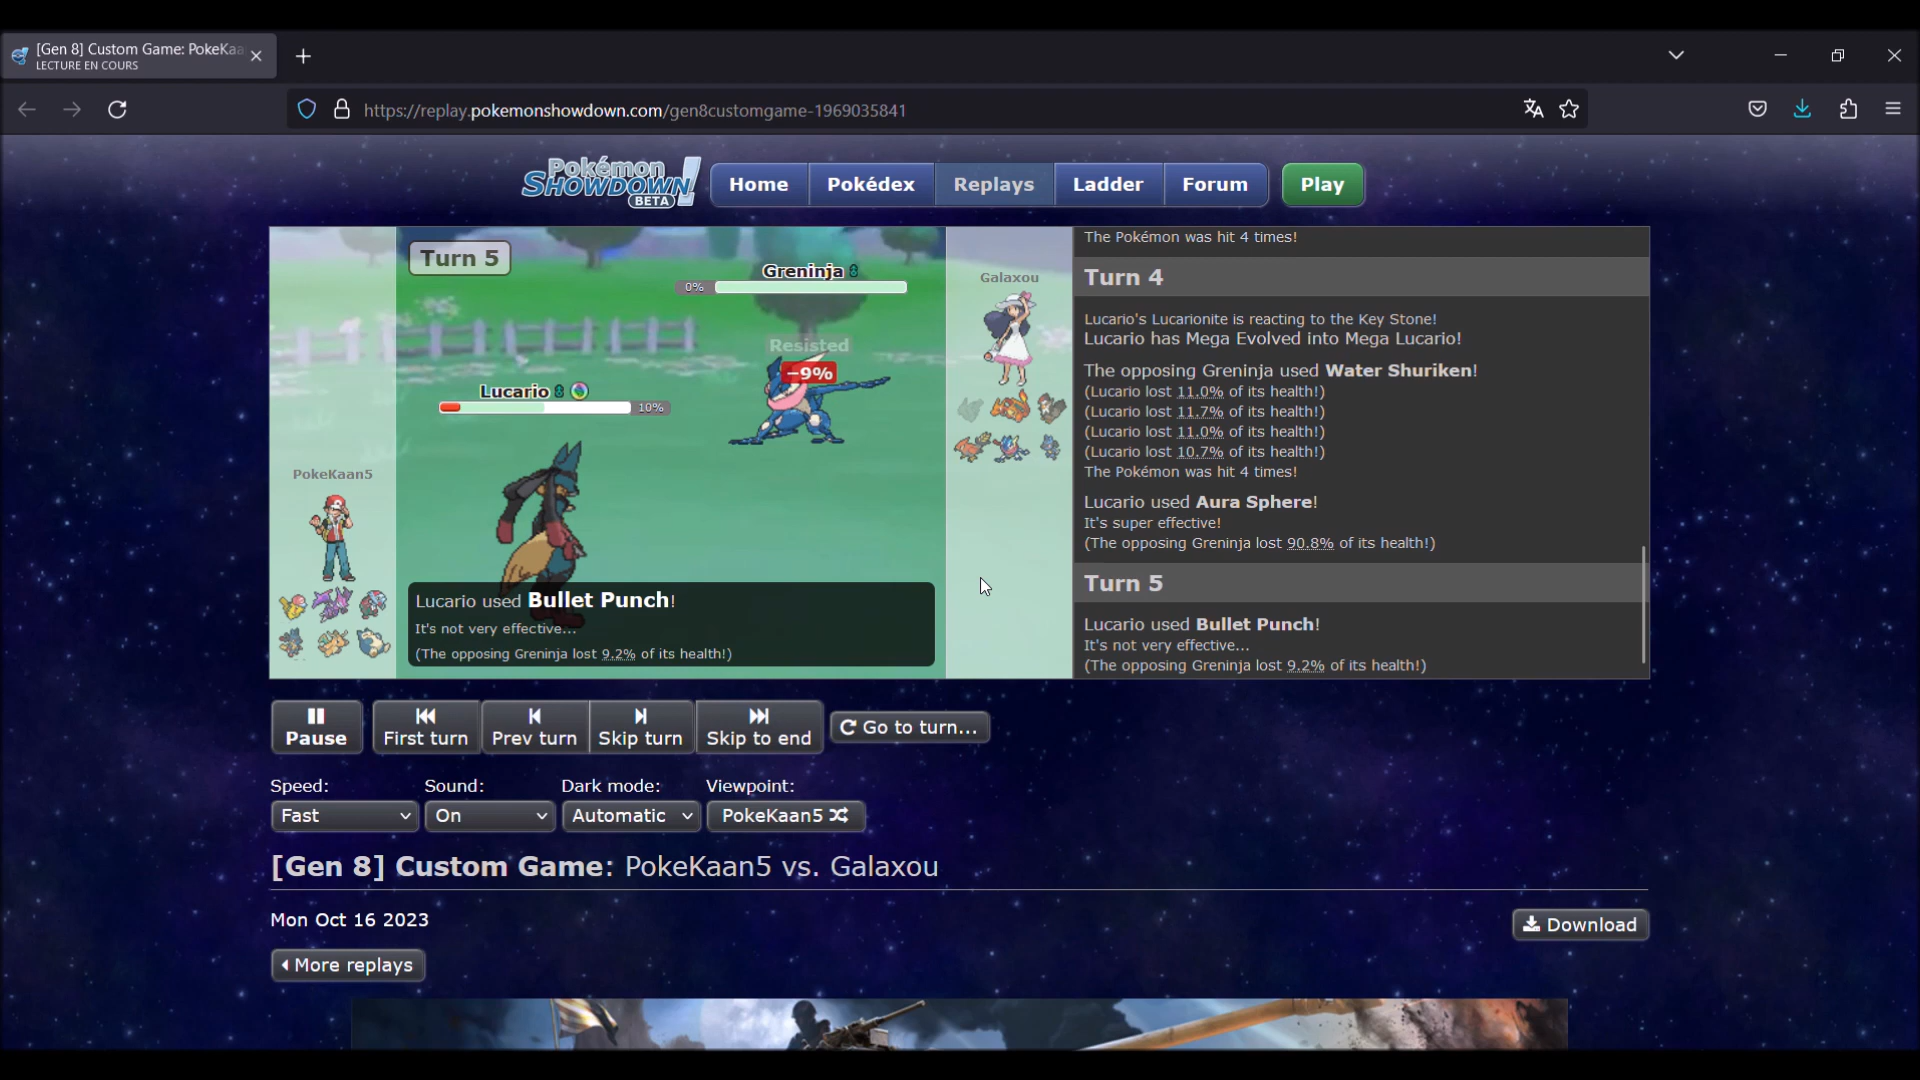 [Gen 8] Custom Game: PokeKaa
LECTURE EN COURS
https://replay.pokemonshowdown.com/gen8customgame-1969035841
Pokémon
SHOWDOWN!
BETA
Home
Pokédex
Replays
Ladder
Forum
Play
Turn 5
Greninja
0%
Resisted
−9%
Lucario
10%
PokeKaan5
Galaxou
Lucario used Bullet Punch!
It's not very effective...
(The opposing Greninja lost 9.2% of its health!)
The Pokémon was hit 4 times!
Turn 4
Lucario's Lucarionite is reacting to the Key Stone!
Lucario has Mega Evolved into Mega Lucario!
The opposing Greninja used Water Shuriken!
(Lucario lost 11.0% of its health!)
(Lucario lost 11.7% of its health!)
(Lucario lost 11.0% of its health!)
(Lucario lost 10.7% of its health!)
The Pokémon was hit 4 times!
Lucario used Aura Sphere!
It's super effective!
(The opposing Greninja lost 90.8% of its health!)
Turn 5
Lucario used Bullet Punch!
It's not very effective...
(The opposing Greninja lost 9.2% of its health!)
Pause
First turn
Prev turn
Skip turn
Skip to end
Go to turn...
Speed:
Sound:
Dark mode:
Viewpoint:
Fast
On
Automatic
PokeKaan5
[Gen 8] Custom Game: PokeKaan5 vs. Galaxou
Mon Oct 16 2023
Download
More replays